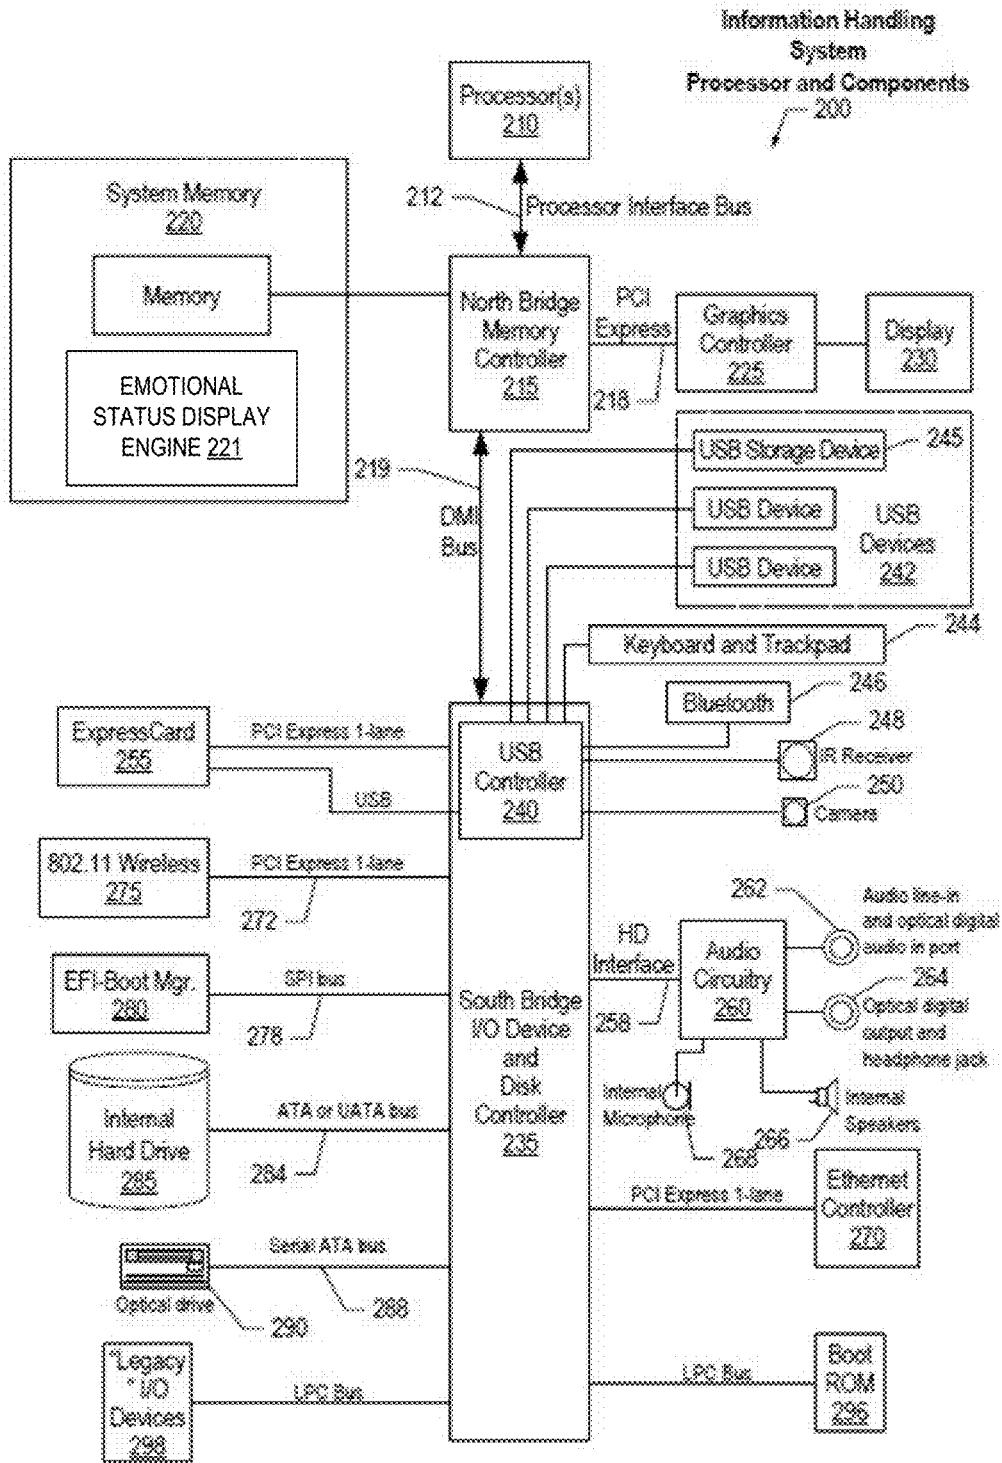 Information Handling
System
Processor and Components
200
Processor(s)
210
212
Processor Interface Bus
System Memory
220
Memory
EMOTIONAL
STATUS DISPLAY
ENGINE 221
North Bridge
Memory
Controller
215
PCI
Express
218
Graphics
Controller
225
Display
230
219
DMI
Bus
USB Storage Device
245
USB Device
USB Device
USB
Devices
242
244
Keyboard and Trackpad
Bluetooth
246
248
IR Receiver
250
Camera
ExpressCard
255
PCI Express 1-lane
USB
USB
Controller
240
802.11 Wireless
275
PCI Express 1-lane
272
EFI-Boot Mgr.
280
SPI bus
278
South Bridge
I/O Device
and
Disk
Controller
235
HD
Interface
258
Audio
Circuitry
260
262
Audio line-in
and optical digital
audio in port
264
Optical digital
output and
headphone jack
Internal
Microphone
268
266
Internal
Speakers
Internal
Hard Drive
285
ATA or UATA bus
284
PCI Express 1-lane
Ethernet
Controller
270
Serial ATA bus
288
Optical drive
290
"Legacy
" I/O
Devices
298
LPC Bus
LPC Bus
Boot
ROM
296